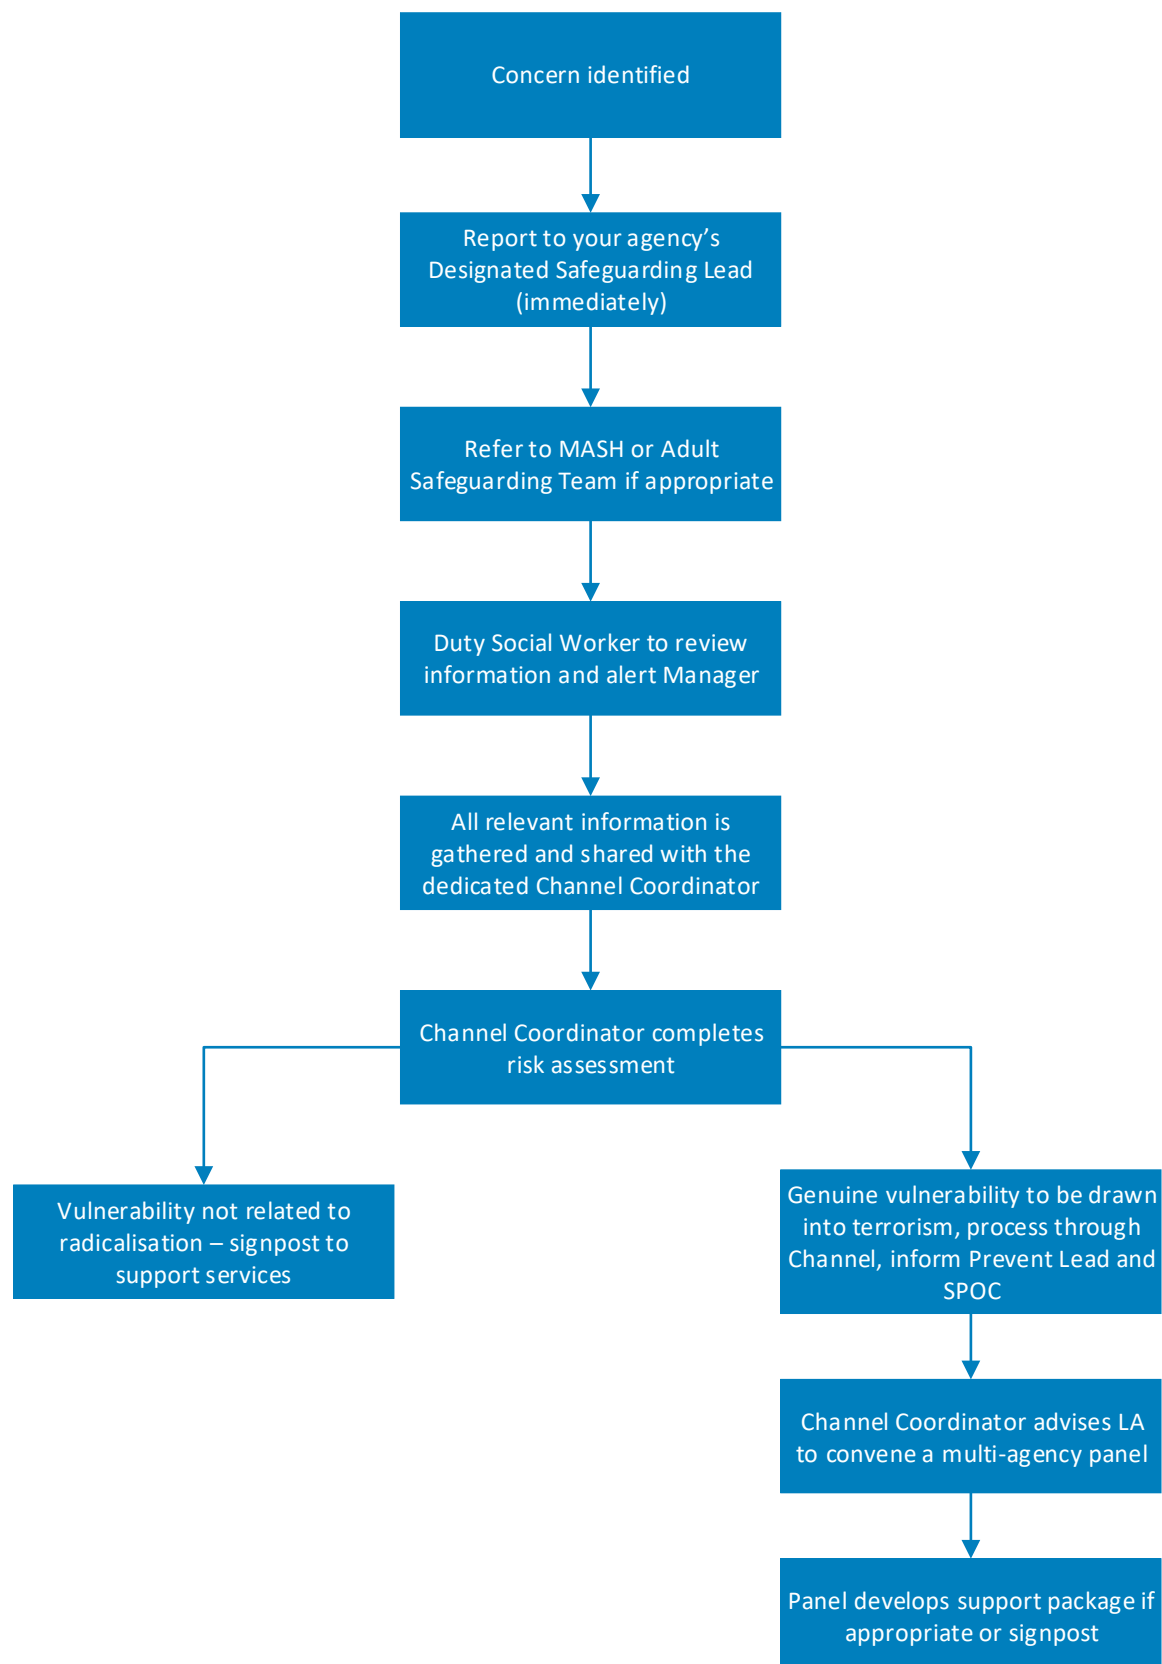 Concern identified
Report to your agency’s
Designated Safeguarding Lead
(immediately)
Refer to MASH or Adult
Safeguarding Team if appropriate
Duty Social Worker to review
information and alert Manager
All relevant information is
gathered and shared with the
dedicated Channel Coordinator
Channel Coordinator completes
risk assessment
Vulnerability not related to
radicalisation – signpost to
support services
Genuine vulnerability to be drawn
into terrorism, process through
Channel, inform Prevent Lead and
SPOC
Channel Coordinator advises LA
to convene a multi-agency panel
Panel develops support package if
appropriate or signpost